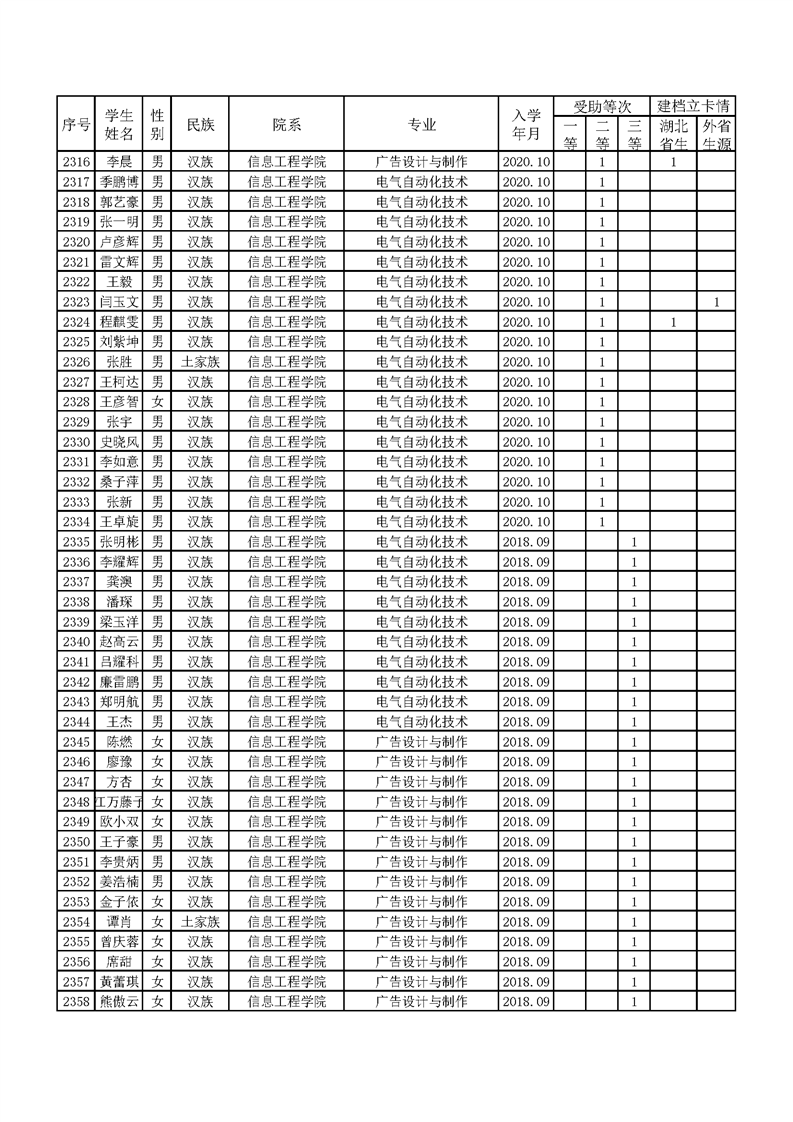 序号 学生姓名 性别 民族 院系 专业 入学年月 受助等次 建档立卡情
一等 二等 三等 湖北省生 外省生源
2316 李晨 男 汉族 信息工程学院 广告设计与制作 2020.10 1 1
2317 季鹏博 男 汉族 信息工程学院 电气自动化技术 2020.10 1
2318 郭艺豪 男 汉族 信息工程学院 电气自动化技术 2020.10 1
2319 张一明 男 汉族 信息工程学院 电气自动化技术 2020.10 1
2320 卢彦辉 男 汉族 信息工程学院 电气自动化技术 2020.10 1
2321 雷文辉 男 汉族 信息工程学院 电气自动化技术 2020.10 1
2322 王毅 男 汉族 信息工程学院 电气自动化技术 2020.10 1
2323 闫玉文 男 汉族 信息工程学院 电气自动化技术 2020.10 1 1
2324 程麒雯 男 汉族 信息工程学院 电气自动化技术 2020.10 1 1
2325 刘紫坤 男 汉族 信息工程学院 电气自动化技术 2020.10 1
2326 张胜 男 土家族 信息工程学院 电气自动化技术 2020.10 1
2327 王柯达 男 汉族 信息工程学院 电气自动化技术 2020.10 1
2328 王彦智 女 汉族 信息工程学院 电气自动化技术 2020.10 1
2329 张宇 男 汉族 信息工程学院 电气自动化技术 2020.10 1
2330 史晓风 男 汉族 信息工程学院 电气自动化技术 2020.10 1
2331 李如意 男 汉族 信息工程学院 电气自动化技术 2020.10 1
2332 桑子萍 男 汉族 信息工程学院 电气自动化技术 2020.10 1
2333 张新 男 汉族 信息工程学院 电气自动化技术 2020.10 1
2334 王卓旋 男 汉族 信息工程学院 电气自动化技术 2020.10 1
2335 张明彬 男 汉族 信息工程学院 电气自动化技术 2018.09 1
2336 李耀辉 男 汉族 信息工程学院 电气自动化技术 2018.09 1
2337 龚澳 男 汉族 信息工程学院 电气自动化技术 2018.09 1
2338 潘琛 男 汉族 信息工程学院 电气自动化技术 2018.09 1
2339 梁玉洋 男 汉族 信息工程学院 电气自动化技术 2018.09 1
2340 赵高云 男 汉族 信息工程学院 电气自动化技术 2018.09 1
2341 吕耀科 男 汉族 信息工程学院 电气自动化技术 2018.09 1
2342 廉雷鹏 男 汉族 信息工程学院 电气自动化技术 2018.09 1
2343 郑明航 男 汉族 信息工程学院 电气自动化技术 2018.09 1
2344 王杰 男 汉族 信息工程学院 电气自动化技术 2018.09 1
2345 陈燃 女 汉族 信息工程学院 广告设计与制作 2018.09 1
2346 廖豫 女 汉族 信息工程学院 广告设计与制作 2018.09 1
2347 方杏 女 汉族 信息工程学院 广告设计与制作 2018.09 1
2348 江万藤子 女 汉族 信息工程学院 广告设计与制作 2018.09 1
2349 欧小双 女 汉族 信息工程学院 广告设计与制作 2018.09 1
2350 王子豪 男 汉族 信息工程学院 广告设计与制作 2018.09 1
2351 李贵炳 男 汉族 信息工程学院 广告设计与制作 2018.09 1
2352 姜浩楠 男 汉族 信息工程学院 广告设计与制作 2018.09 1
2353 金子依 女 汉族 信息工程学院 广告设计与制作 2018.09 1
2354 谭肖 女 土家族 信息工程学院 广告设计与制作 2018.09 1
2355 曾庆蓉 女 汉族 信息工程学院 广告设计与制作 2018.09 1
2356 席甜 女 汉族 信息工程学院 广告设计与制作 2018.09 1
2357 黄蕾琪 女 汉族 信息工程学院 广告设计与制作 2018.09 1
2358 熊傲云 女 汉族 信息工程学院 广告设计与制作 2018.09 1